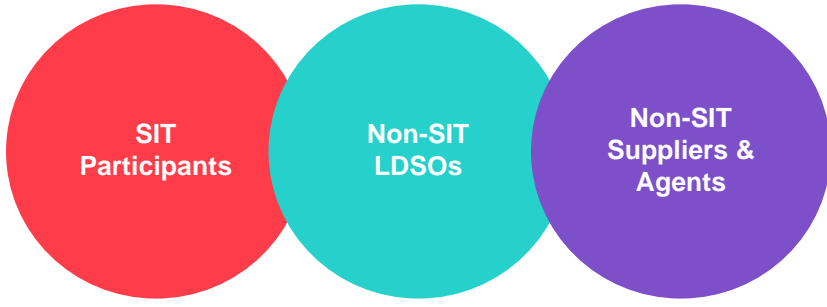 SIT
Participants
Non-SIT
LDSOs
Non-SIT
Suppliers &
Agents